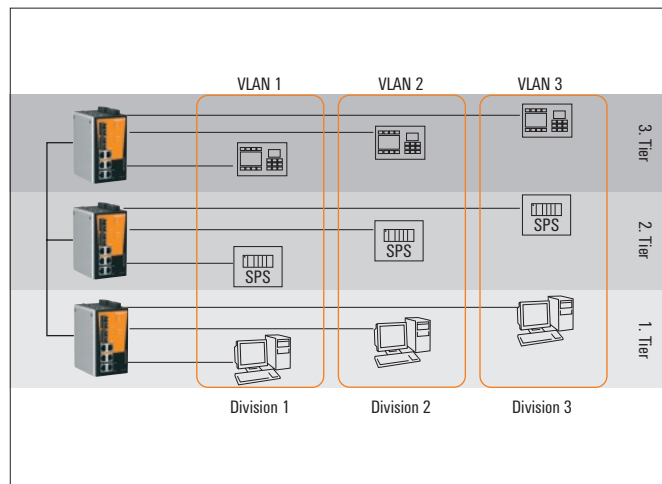 VLAN 1
VLAN 2
VLAN 3
3. Tier
SPS
SPS
SPS
2. Tier
1. Tier
Division 1
Division 2
Division 3